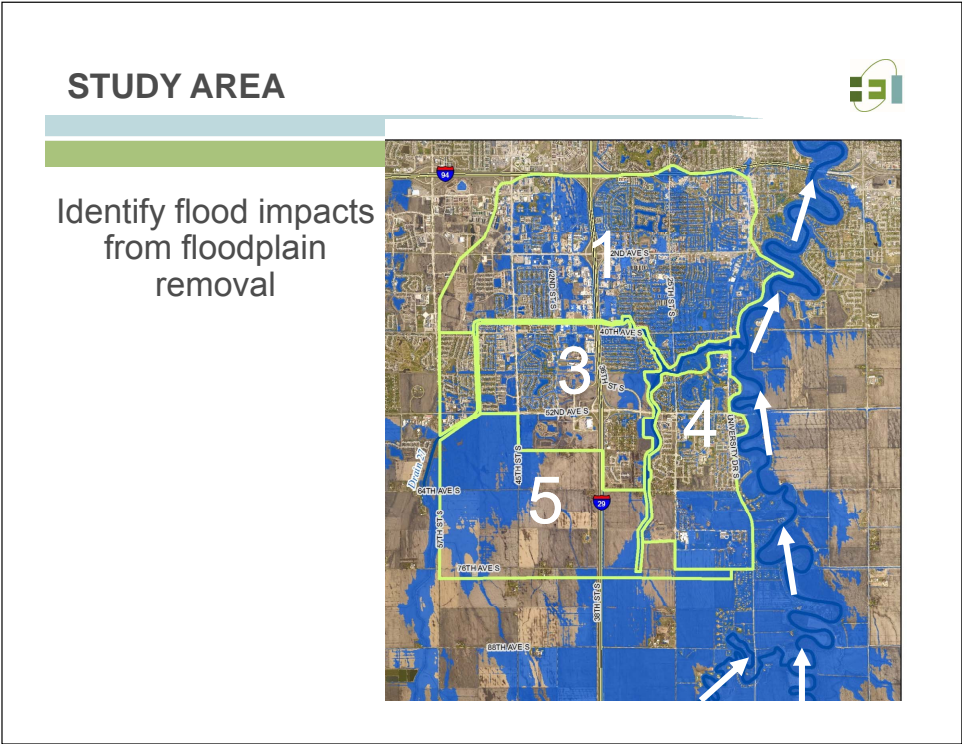 STUDY AREA
Identify flood impacts
from floodplain
removal
94
1
2ND AVE S
42ND ST S
25TH ST S
40TH AVE S
3
36TH ST S
52ND AVE S
4
UNIVERSITY DR S
Drain 27
45TH ST S
64TH AVE S
5
29
57TH ST S
76TH AVE S
38TH ST S
88TH AVE S